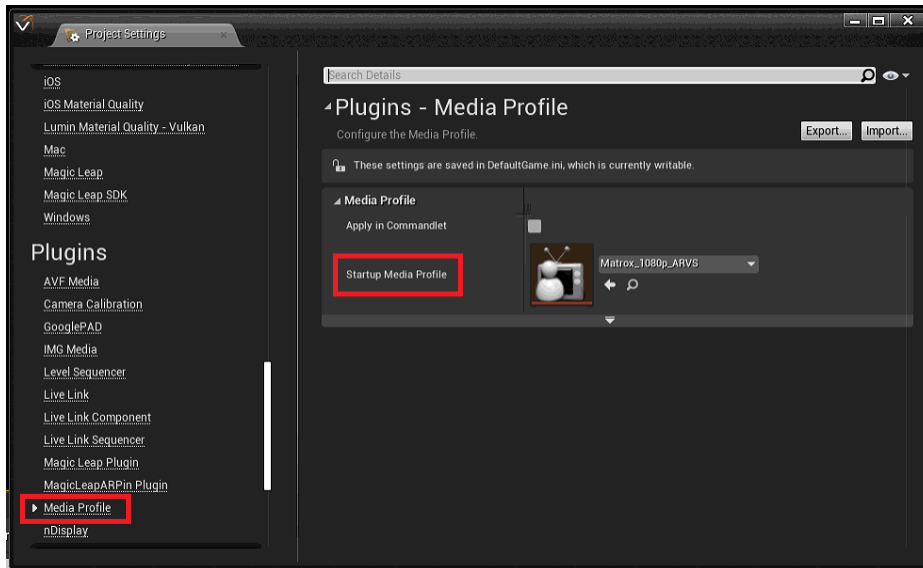 Project Settings
iOS
iOS Material Quality
Lumin Material Quality - Vulkan
Mac
Magic Leap
Magic Leap SDK
Windows
Plugins
AVF Media
Camera Calibration
GooglePAD
IMG Media
Level Sequencer
Live Link
Live Link Component
Live Link Sequencer
Magic Leap Plugin
MagicLeapARPin Plugin
Media Profile
nDisplay
Search Details
Plugins - Media Profile
Configure the Media Profile.
Export...
Import...
These settings are saved in DefaultGame.ini, which is currently writable.
Media Profile
Apply in Commandlet
Startup Media Profile
Matrox_1080p_ARVS